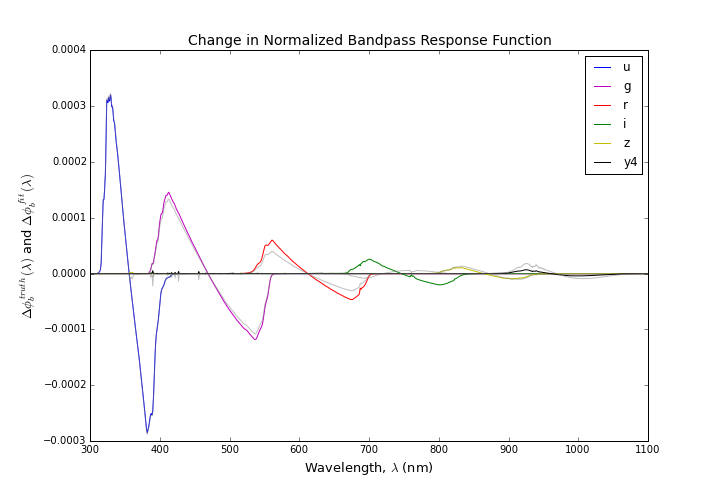 Change in Normalized Bandpass Response Function
0.0004
0.0003
0.0002
0.0001
0.0000
−0.0001
−0.0002
−0.0003
Δϕ_b^truth(λ) and Δϕ_b^fit(λ)
u
g
r
i
z
y4
300 400 500 600 700 800 900 1000 1100
Wavelength, λ (nm)